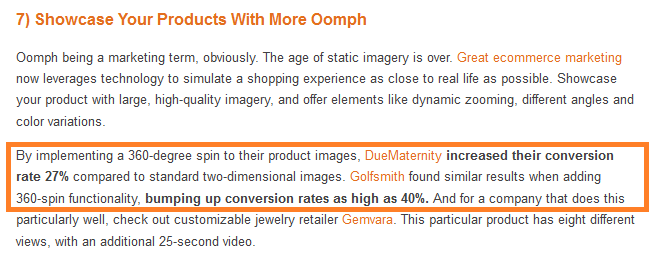 7) Showcase Your Products With More Oomph
Oomph being a marketing term, obviously. The age of static imagery is over. Great ecommerce marketing
now leverages technology to simulate a shopping experience as close to real life as possible. Showcase
your product with large, high-quality imagery, and offer elements like dynamic zooming, different angles and
color variations.
By implementing a 360-degree spin to their product images, DueMaternity increased their conversion
rate 27% compared to standard two-dimensional images. Golfsmith found similar results when adding
360-spin functionality, bumping up conversion rates as high as 40%. And for a company that does this
particularly well, check out customizable jewelry retailer Gemvara. This particular product has eight different
views, with an additional 25-second video.